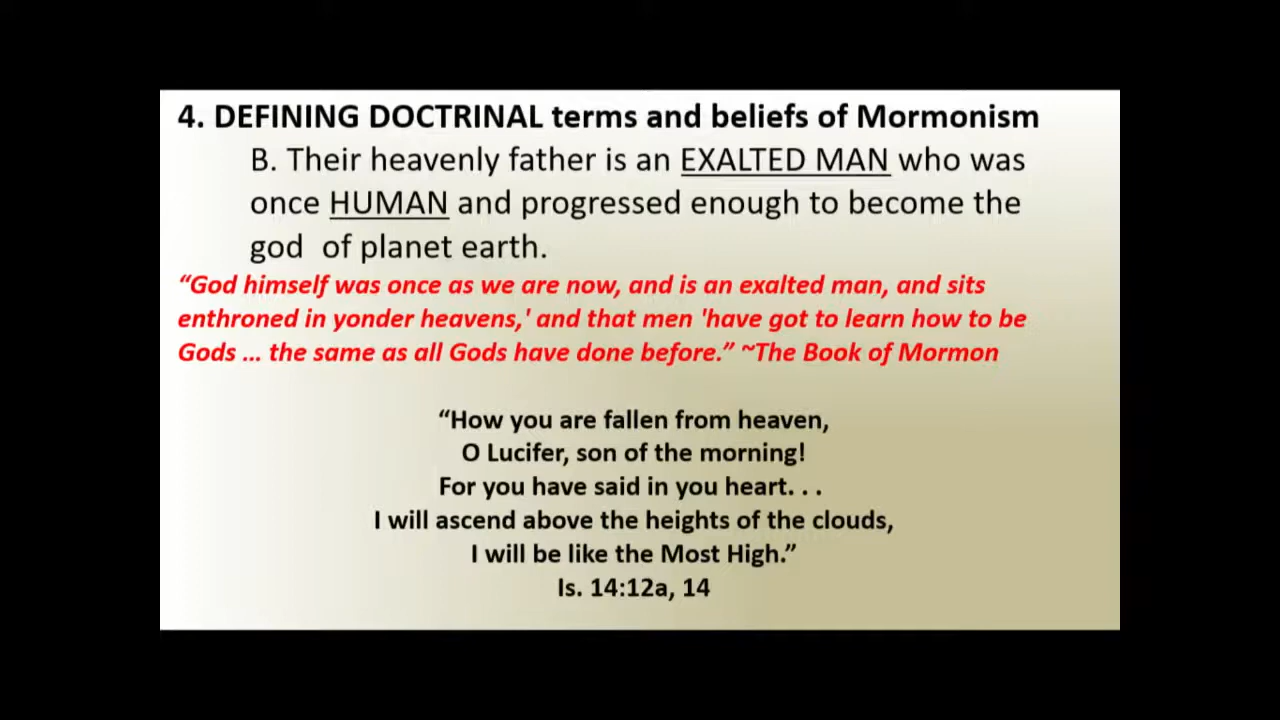 4. DEFINING DOCTRINAL terms and beliefs of Mormonism
B. Their heavenly father is an EXALTED MAN who was
once HUMAN and progressed enough to become the
god  of planet earth.
“God himself was once as we are now, and is an exalted man, and sits
enthroned in yonder heavens,' and that men 'have got to learn how to be
Gods … the same as all Gods have done before.” ~The Book of Mormon
“How you are fallen from heaven,
O Lucifer, son of the morning!
For you have said in you heart. . .
I will ascend above the heights of the clouds,
I will be like the Most High.”
Is. 14:12a, 14